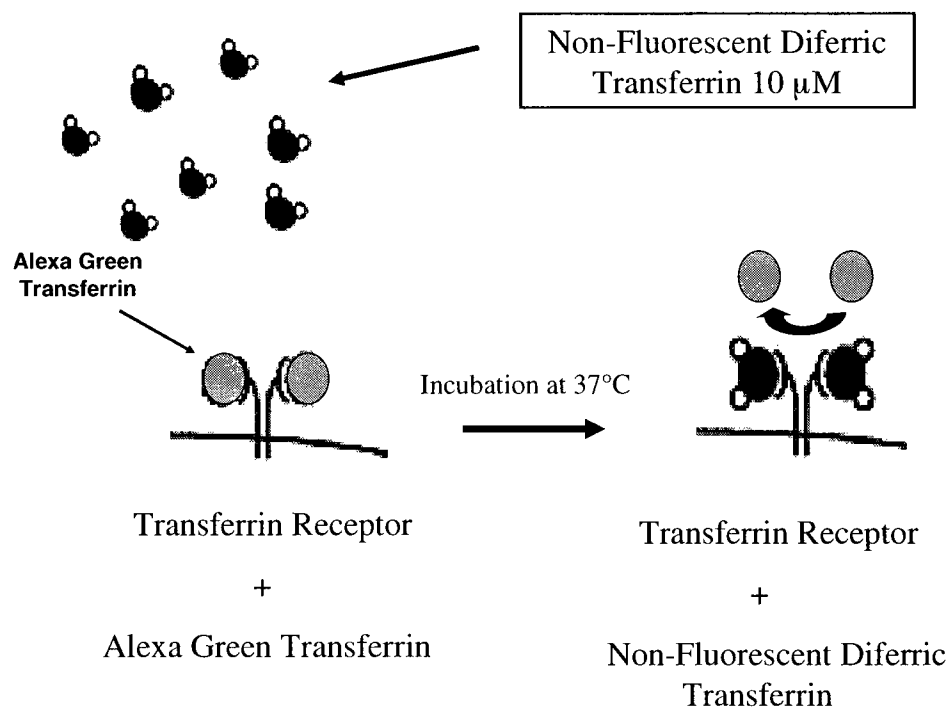 Non-Fluorescent Diferric
Transferrin 10 µM
Alexa Green
Transferrin
Incubation at 37°C
Transferrin Receptor
+
Alexa Green Transferrin
Transferrin Receptor
+
Non-Fluorescent Diferric
Transferrin